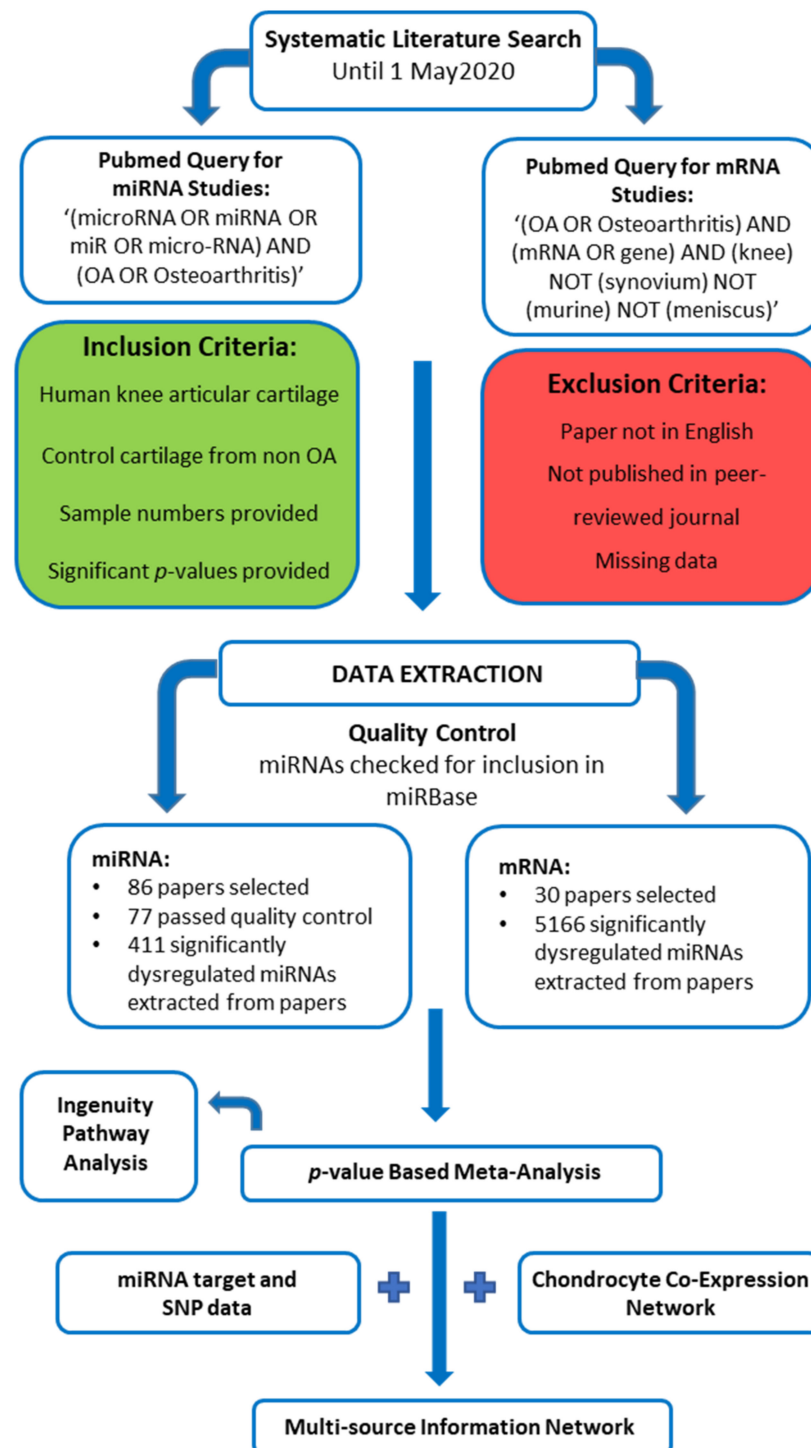 Systematic Literature Search
Until 1 May2020
Pubmed Query for
miRNA Studies:
‘(microRNA OR miRNA OR
miR OR micro-RNA) AND
(OA OR Osteoarthritis)’
Pubmed Query for mRNA
Studies:
‘(OA OR Osteoarthritis) AND
(mRNA OR gene) AND (knee)
NOT (synovium) NOT
(murine) NOT (meniscus)’
Inclusion Criteria:
Human knee articular cartilage
Control cartilage from non OA
Sample numbers provided
Significant p-values provided
Exclusion Criteria:
Paper not in English
Not published in peer-
reviewed journal
Missing data
DATA EXTRACTION
Quality Control
miRNAs checked for inclusion in
miRBase
miRNA:
• 86 papers selected
• 77 passed quality control
• 411 significantly
dysregulated miRNAs
extracted from papers
mRNA:
• 30 papers selected
• 5166 significantly
dysregulated miRNAs
extracted from papers
Ingenuity
Pathway
Analysis
p-value Based Meta-Analysis
miRNA target and
SNP data
Chondrocyte Co-Expression
Network
Multi-source Information Network